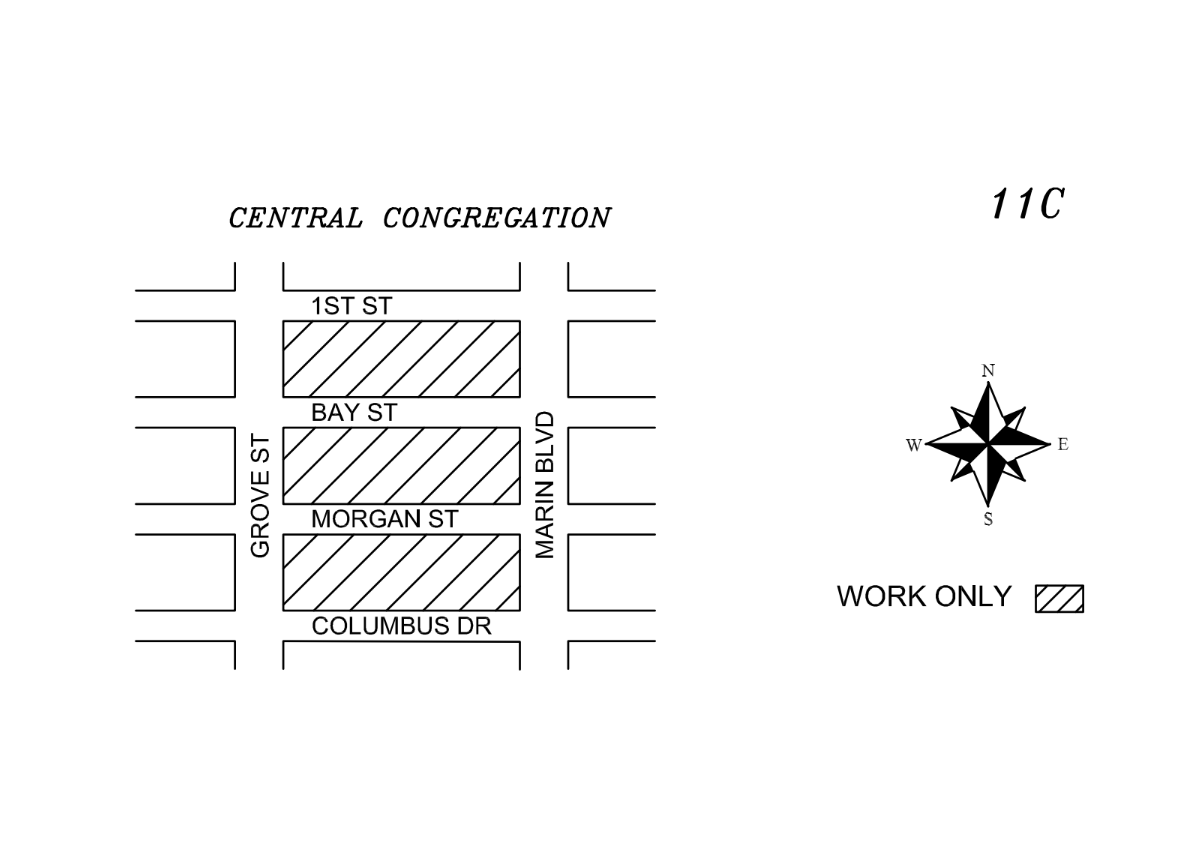 11C
CENTRAL CONGREGATION
1ST ST
BAY ST
GROVE ST
MARIN BLVD
MORGAN ST
COLUMBUS DR
N
W
E
S
WORK ONLY